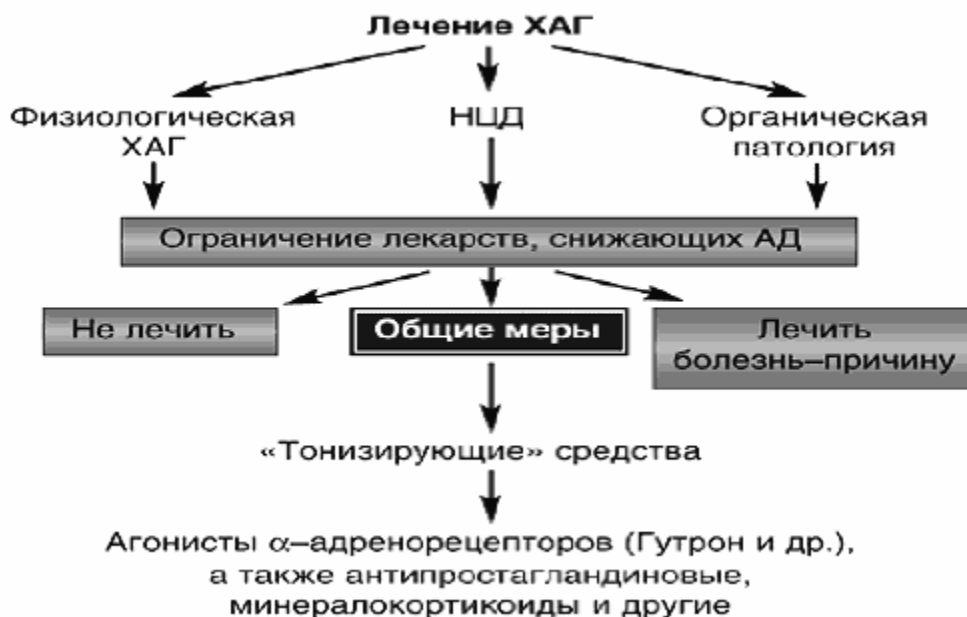 Лечение ХАГ
Физиологическая
ХАГ
НЦД
Органическая
патология
Ограничение лекарств, снижающих АД
Не лечить
Общие меры
Лечить
болезнь–причину
«Тонизирующие» средства
Агонисты α–адренорецепторов (Гутрон и др.),
а также антипростагландиновые,
минералокортикоиды и другие